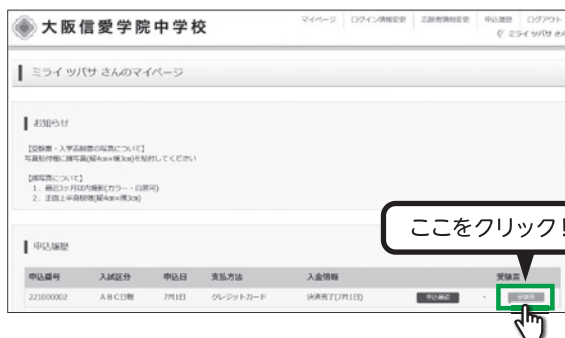 大阪信愛学院中学校
マイページ ログイン情報変更 志願者情報変更 申込履歴 ログアウト
ミライ ツバサ さ
ミライ ツバサ さんのマイページ
お知らせ
【受験票・入学志願書の写真について】
写真貼付欄に顔写真(縦4cm×横3cm)を貼付してください
【顔写真について】
1. 最近3ヶ月以内撮影(カラー・白黒可)
2. 正面上半身脱帽(縦4cm×横3cm)
ここをクリック!
申込履歴
申込番号 入試区分 申込日 支払方法 入金情報 受験票
221000002 ABC日程 7月1日 クレジットカード 決済完了(7月1日) 申込確認 - 受験票